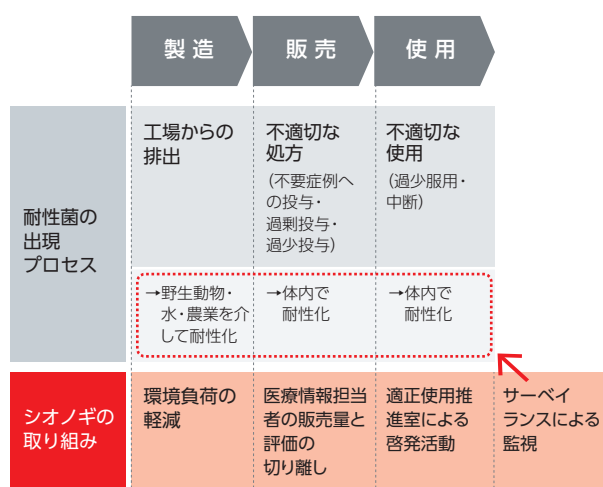 製造
販売
使用
耐性菌の
出現
プロセス
工場からの
排出
不適切な
処方
（不要症例へ
の投与・
過剰投与・
過少投与）
不適切な
使用
（過少服用・
中断）
→野生動物・
水・農業を介
して耐性化
→体内で
耐性化
→体内で
耐性化
シオノギの
取り組み
環境負荷の
軽減
医療情報担当
者の販売量と
評価の
切り離し
適正使用推
進室による
啓発活動
サーベイ
ランスによる
監視